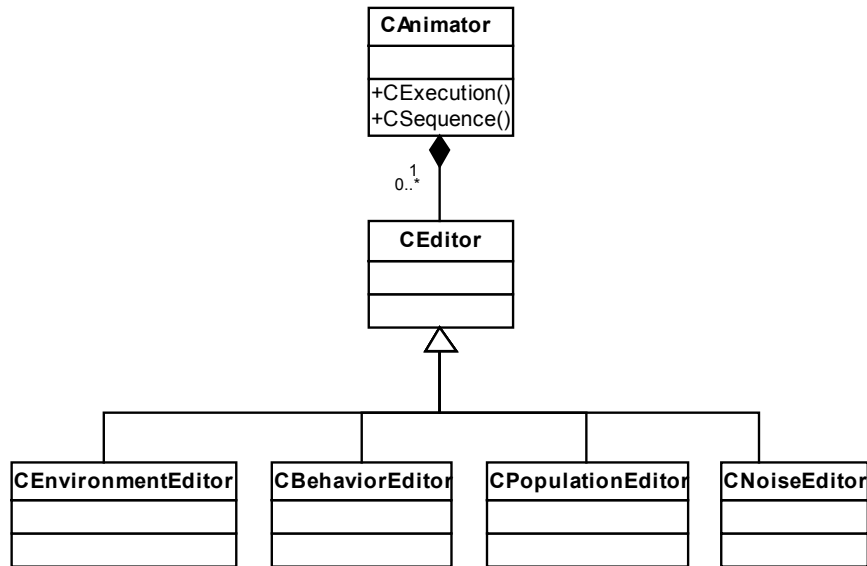 CAnimator
+CExecution()
+CSequence()
1
0..*
CEditor
CEnvironmentEditor
CBehaviorEditor
CPopulationEditor
CNoiseEditor